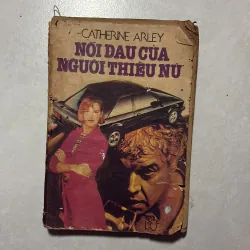 CATHERINE ARLEY
NỖI ĐAU CỦA
NGƯỜI THIẾU NỮ